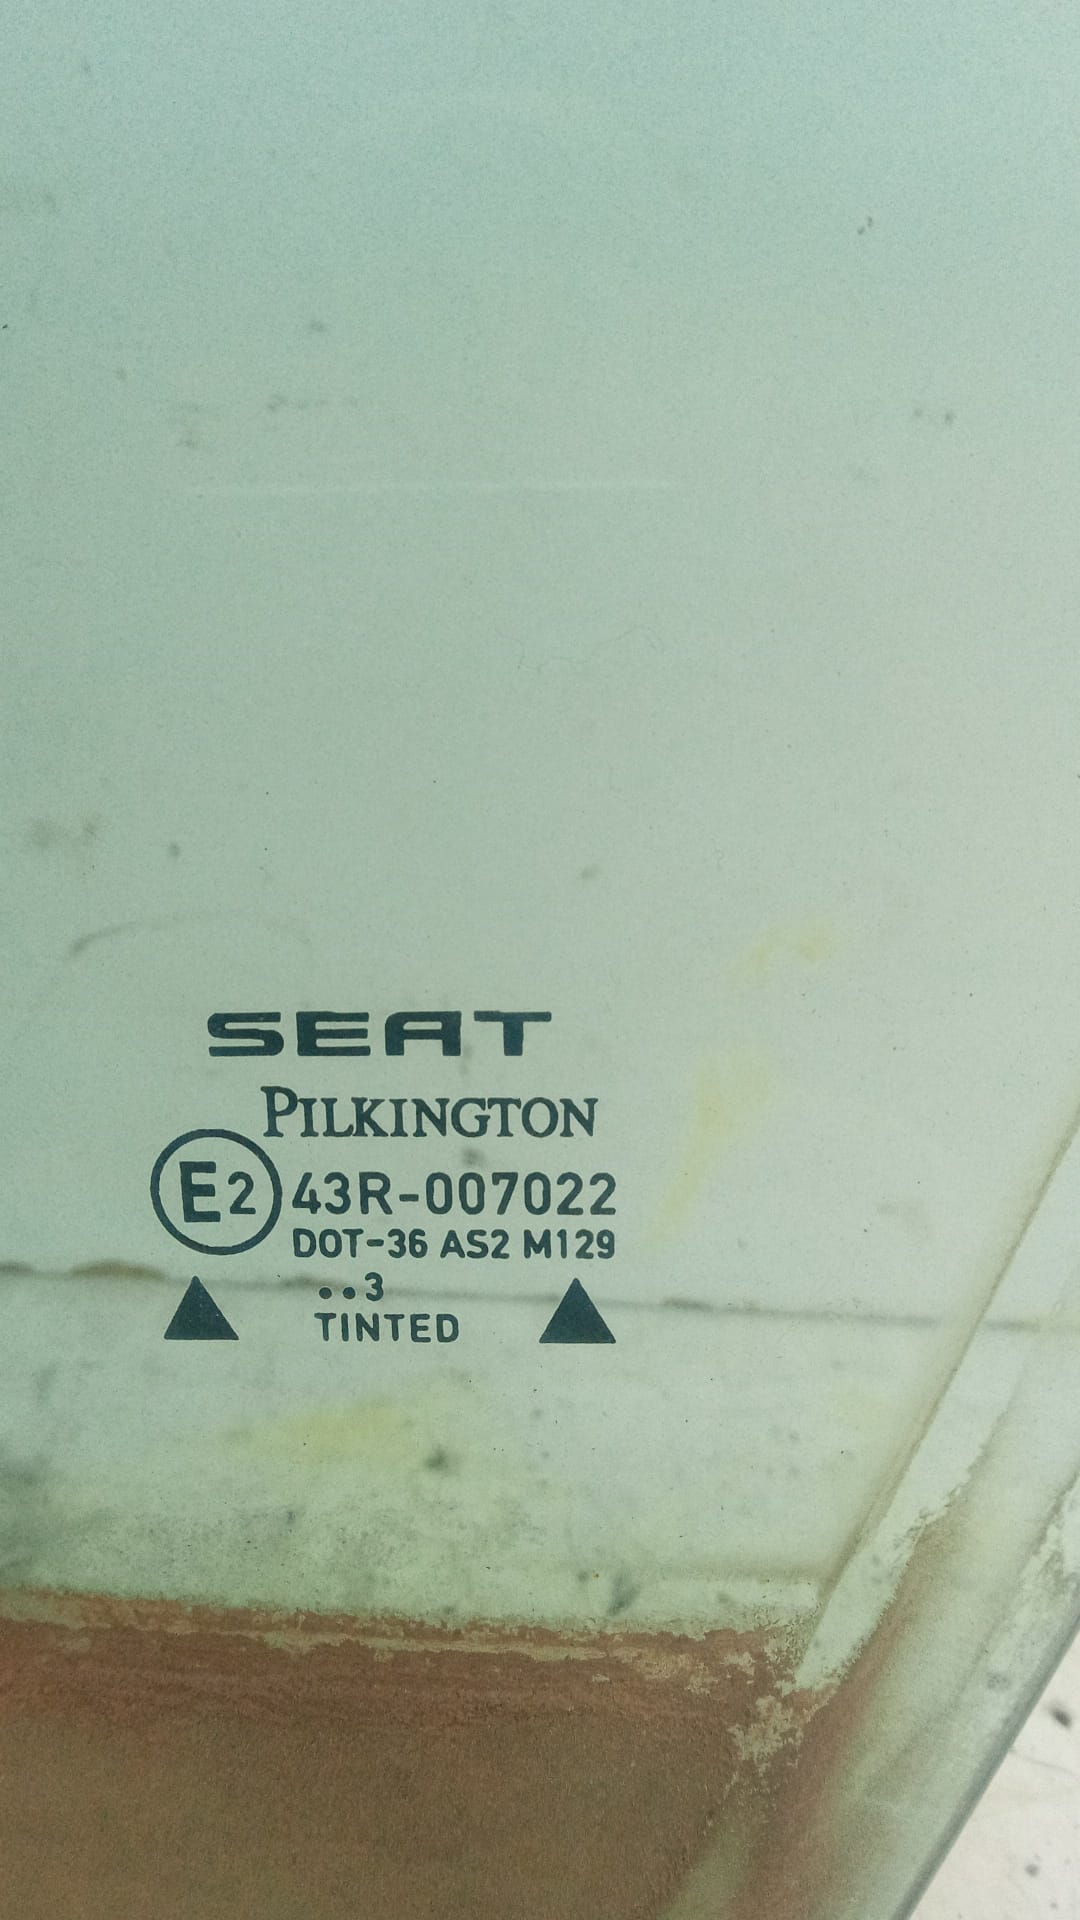 SEAT
PILKINGTON
E2 43R-007022
DOT-36 AS2 M129
..3
TINTED